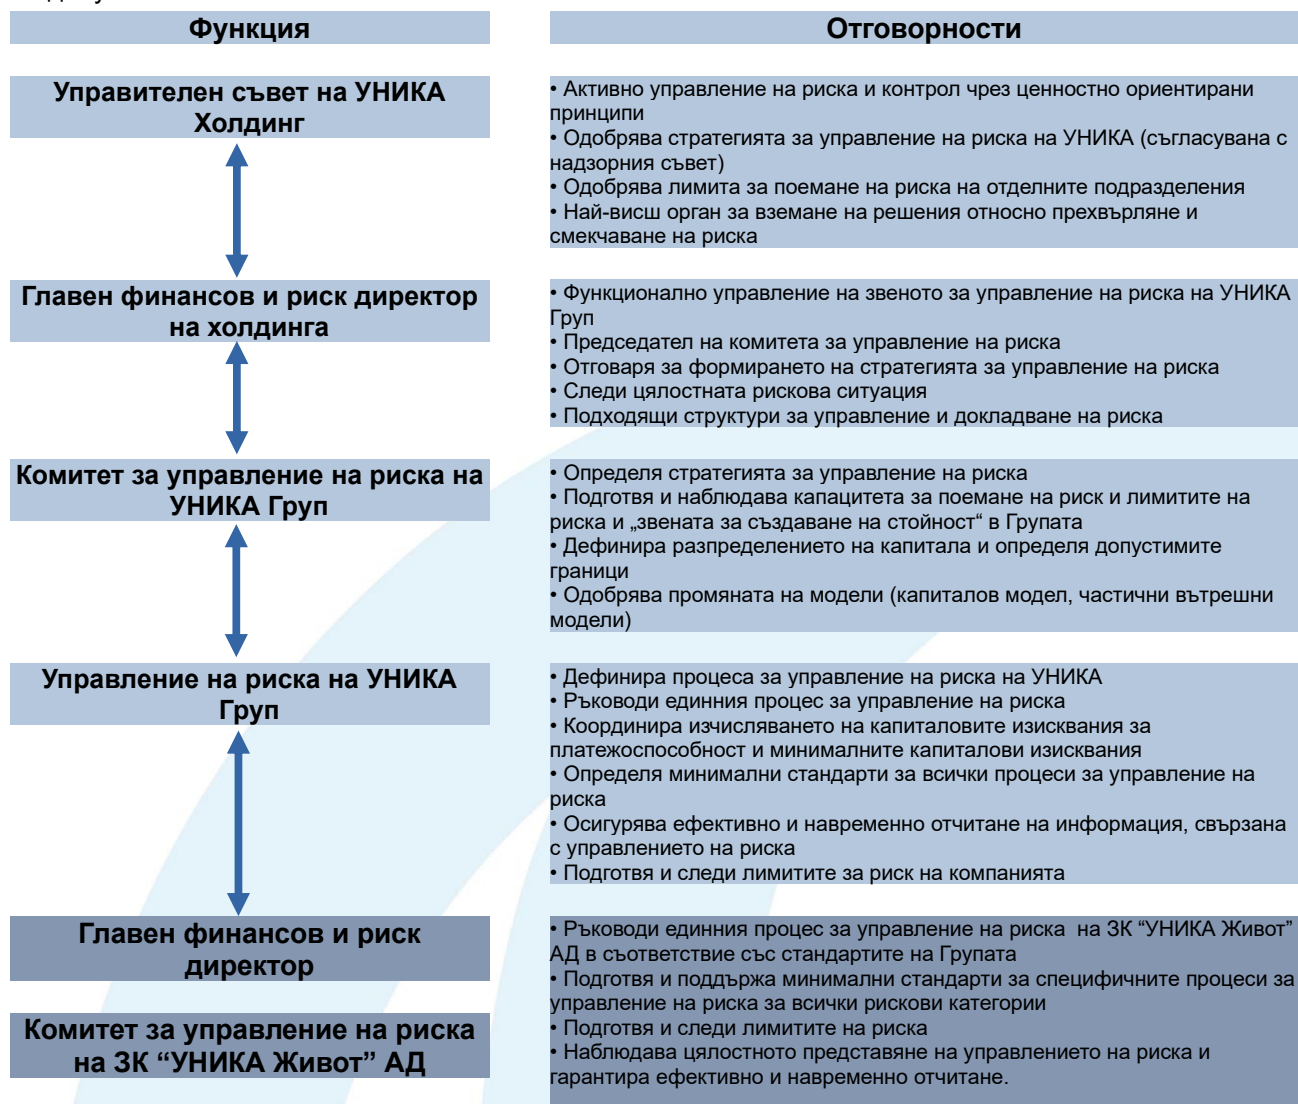 Функция
Отговорности
Управителен съвет на УНИКА
Холдинг
• Активно управление на риска и контрол чрез ценностно ориентирани
принципи
• Одобрява стратегията за управление на риска на УНИКА (съгласувана с
надзорния съвет)
• Одобрява лимита за поемане на риска на отделните подразделения
• Най-висш орган за вземане на решения относно прехвърляне и
смекчаване на риска
Главен финансов и риск директор
на холдинга
• Функционално управление на звеното за управление на риска на УНИКА
Груп
• Председател на комитета за управление на риска
• Отговаря за формирането на стратегията за управление на риска
• Следи цялостната рискова ситуация
• Подходящи структури за управление и докладване на риска
Комитет за управление на риска на
УНИКА Груп
• Определя стратегията за управление на риска
• Подготвя и наблюдава капацитета за поемане на риск и лимитите на
риска и „звената за създаване на стойност“ в Групата
• Дефинира разпределението на капитала и определя допустимите
граници
• Одобрява промяната на модели (капиталов модел, частични вътрешни
модели)
Управление на риска на УНИКА
Груп
• Дефинира процеса за управление на риска на УНИКА
• Ръководи единния процес за управление на риска
• Координира изчисляването на капиталовите изисквания за
платежоспособност и минималните капиталови изисквания
• Определя минимални стандарти за всички процеси за управление на
риска
• Осигурява ефективно и навременно отчитане на информация, свързана
с управлението на риска
• Подготвя и следи лимитите за риск на компанията
Главен финансов и риск
директор
Комитет за управление на риска
на ЗК “УНИКА Живот” АД
• Ръководи единния процес за управление на риска на ЗК “УНИКА Живот”
АД в съответствие със стандартите на Групата
• Подготвя и поддържа минимални стандарти за специфичните процеси за
управление на риска за всички рискови категории
• Подготвя и следи лимитите на риска
• Наблюдава цялостното представяне на управлението на риска и
гарантира ефективно и навременно отчитане.